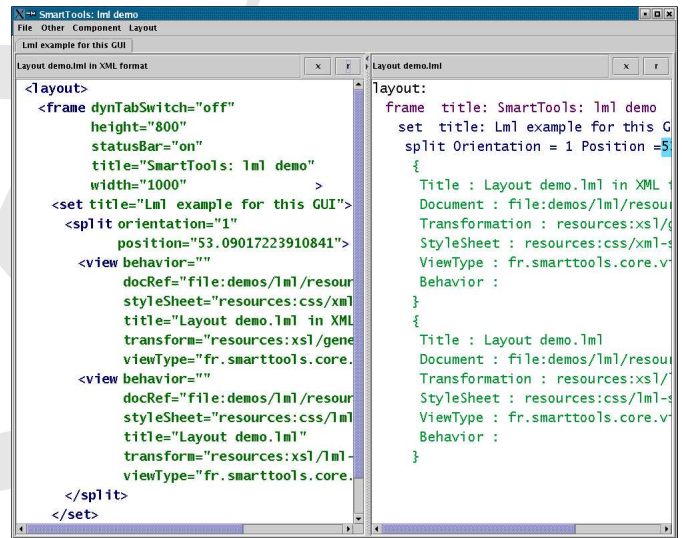 SmartTools: lml demo
File Other Component Layout
Lml example for this GUI
Layout demo.lml in XML format x r
<layout>
<frame dynTabSwitch="off"
height="800"
statusBar="on"
title="SmartTools: lml demo"
width="1000" >
<set title="Lml example for this GUI">
<split orientation="1"
position="53.09017223910841">
<view behavior=""
docRef="file:demos/lml/resour
styleSheet="resources:css/xml
title="Layout demo.lml in XML
transform="resources:xsl/gene
viewType="fr.smarttools.core.
<view behavior=""
docRef="file:demos/lml/resour
styleSheet="resources:css/lml
title="Layout demo.lml"
transform="resources:xsl/lml-
viewType="fr.smarttools.core.
</split>
</set>
Layout demo.lml x r
layout:
frame title: SmartTools: lml demo
set title: Lml example for this G
split Orientation = 1 Position =5
{
Title : Layout demo.lml in XML
Document : file:demos/lml/resou
Transformation : resources:xsl/g
StyleSheet : resources:css/xml-s
ViewType : fr.smarttools.core.v
Behavior :
}
{
Title : Layout demo.lml
Document : file:demos/lml/resou
Transformation : resources:xsl/l
StyleSheet : resources:css/lml-s
ViewType : fr.smarttools.core.v
Behavior :
}